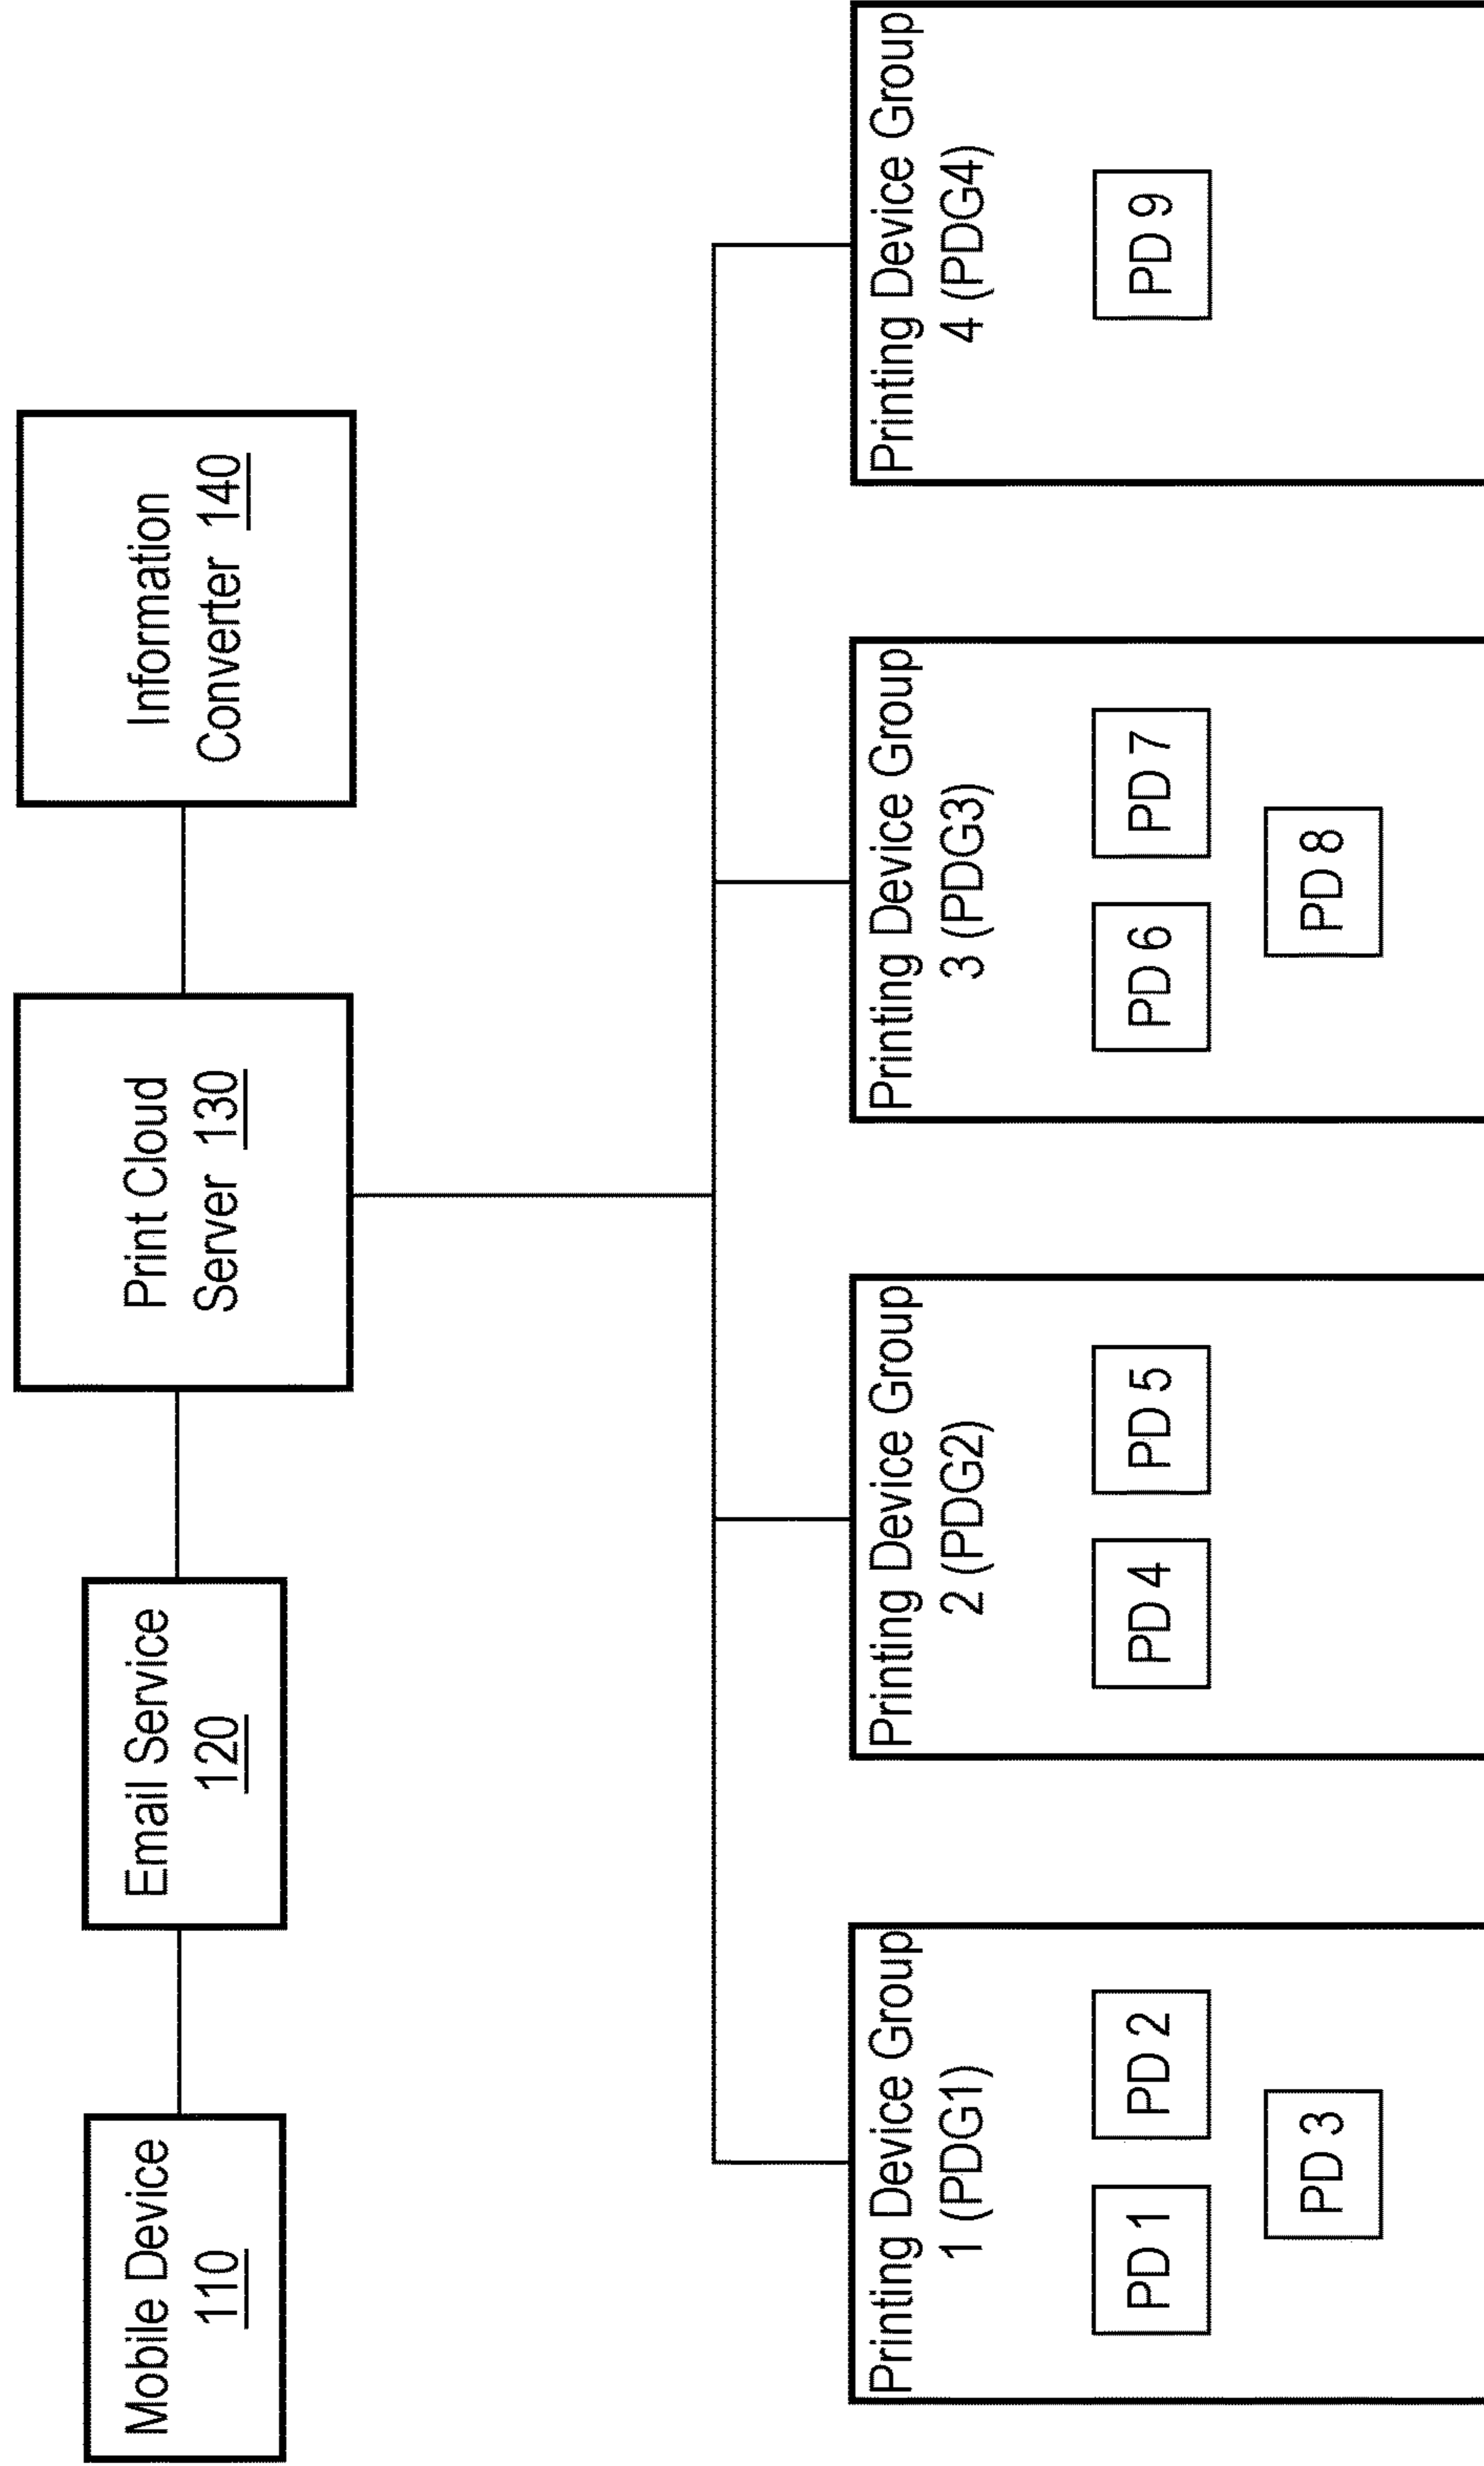 Mobile Device
110
Email Service
120
Print Cloud
Server 130
Information
Converter 140
Printing Device Group
1 (PDG1)
PD 1
PD 2
PD 3
Printing Device Group
2 (PDG2)
PD 4
PD 5
Printing Device Group
3 (PDG3)
PD 6
PD 7
PD 8
Printing Device Group
4 (PDG4)
PD 9